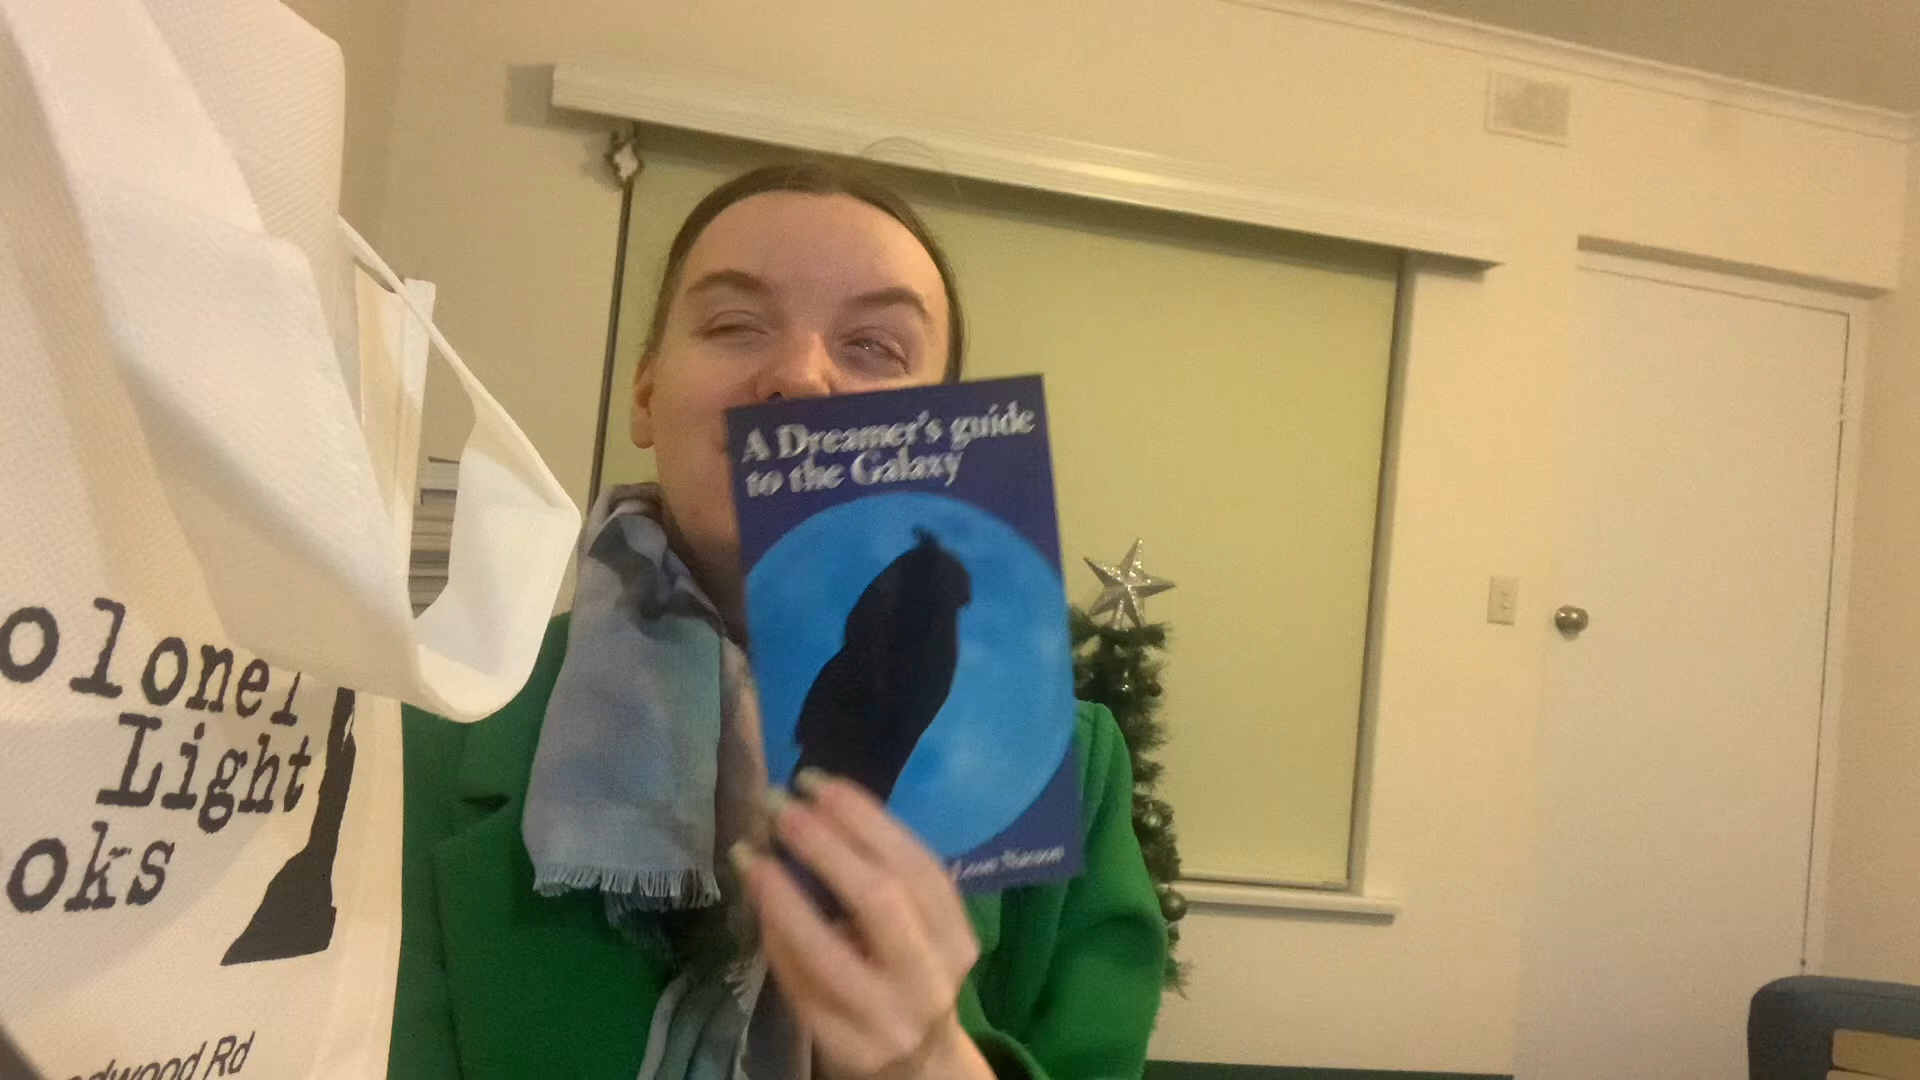 olonel
Light
oks
dwood Rd
A Dreamer's guide
to the Galaxy